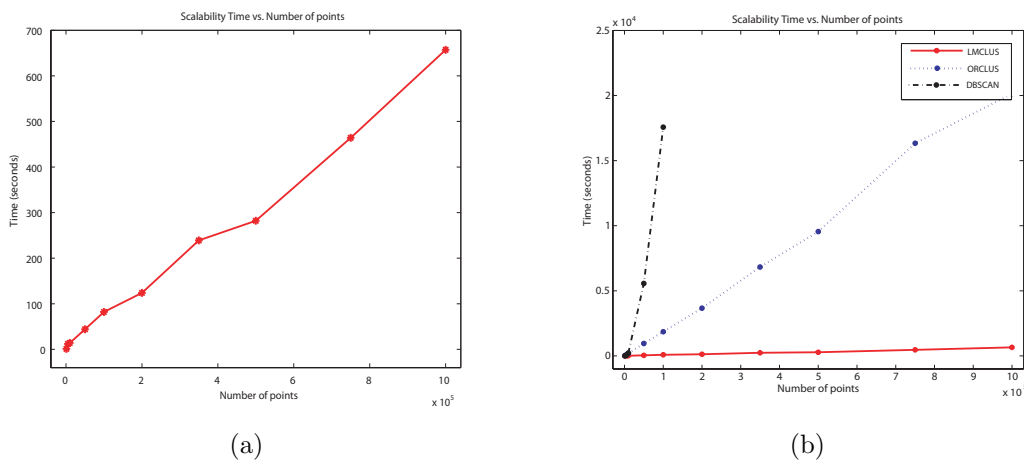 Scalability Time vs. Number of points
700
600
500
400
300
200
100
0
0 2 4 6 8 10
x 10^5
Number of points
Time (seconds)
(a)
Scalability Time vs. Number of points
x 10^4
2.5
2
1.5
1
0.5
0
0 1 2 3 4 5 6 7 8 9 10
x 10
Number of points
Time (seconds)
LMCLUS
ORCLUS
DBSCAN
(b)